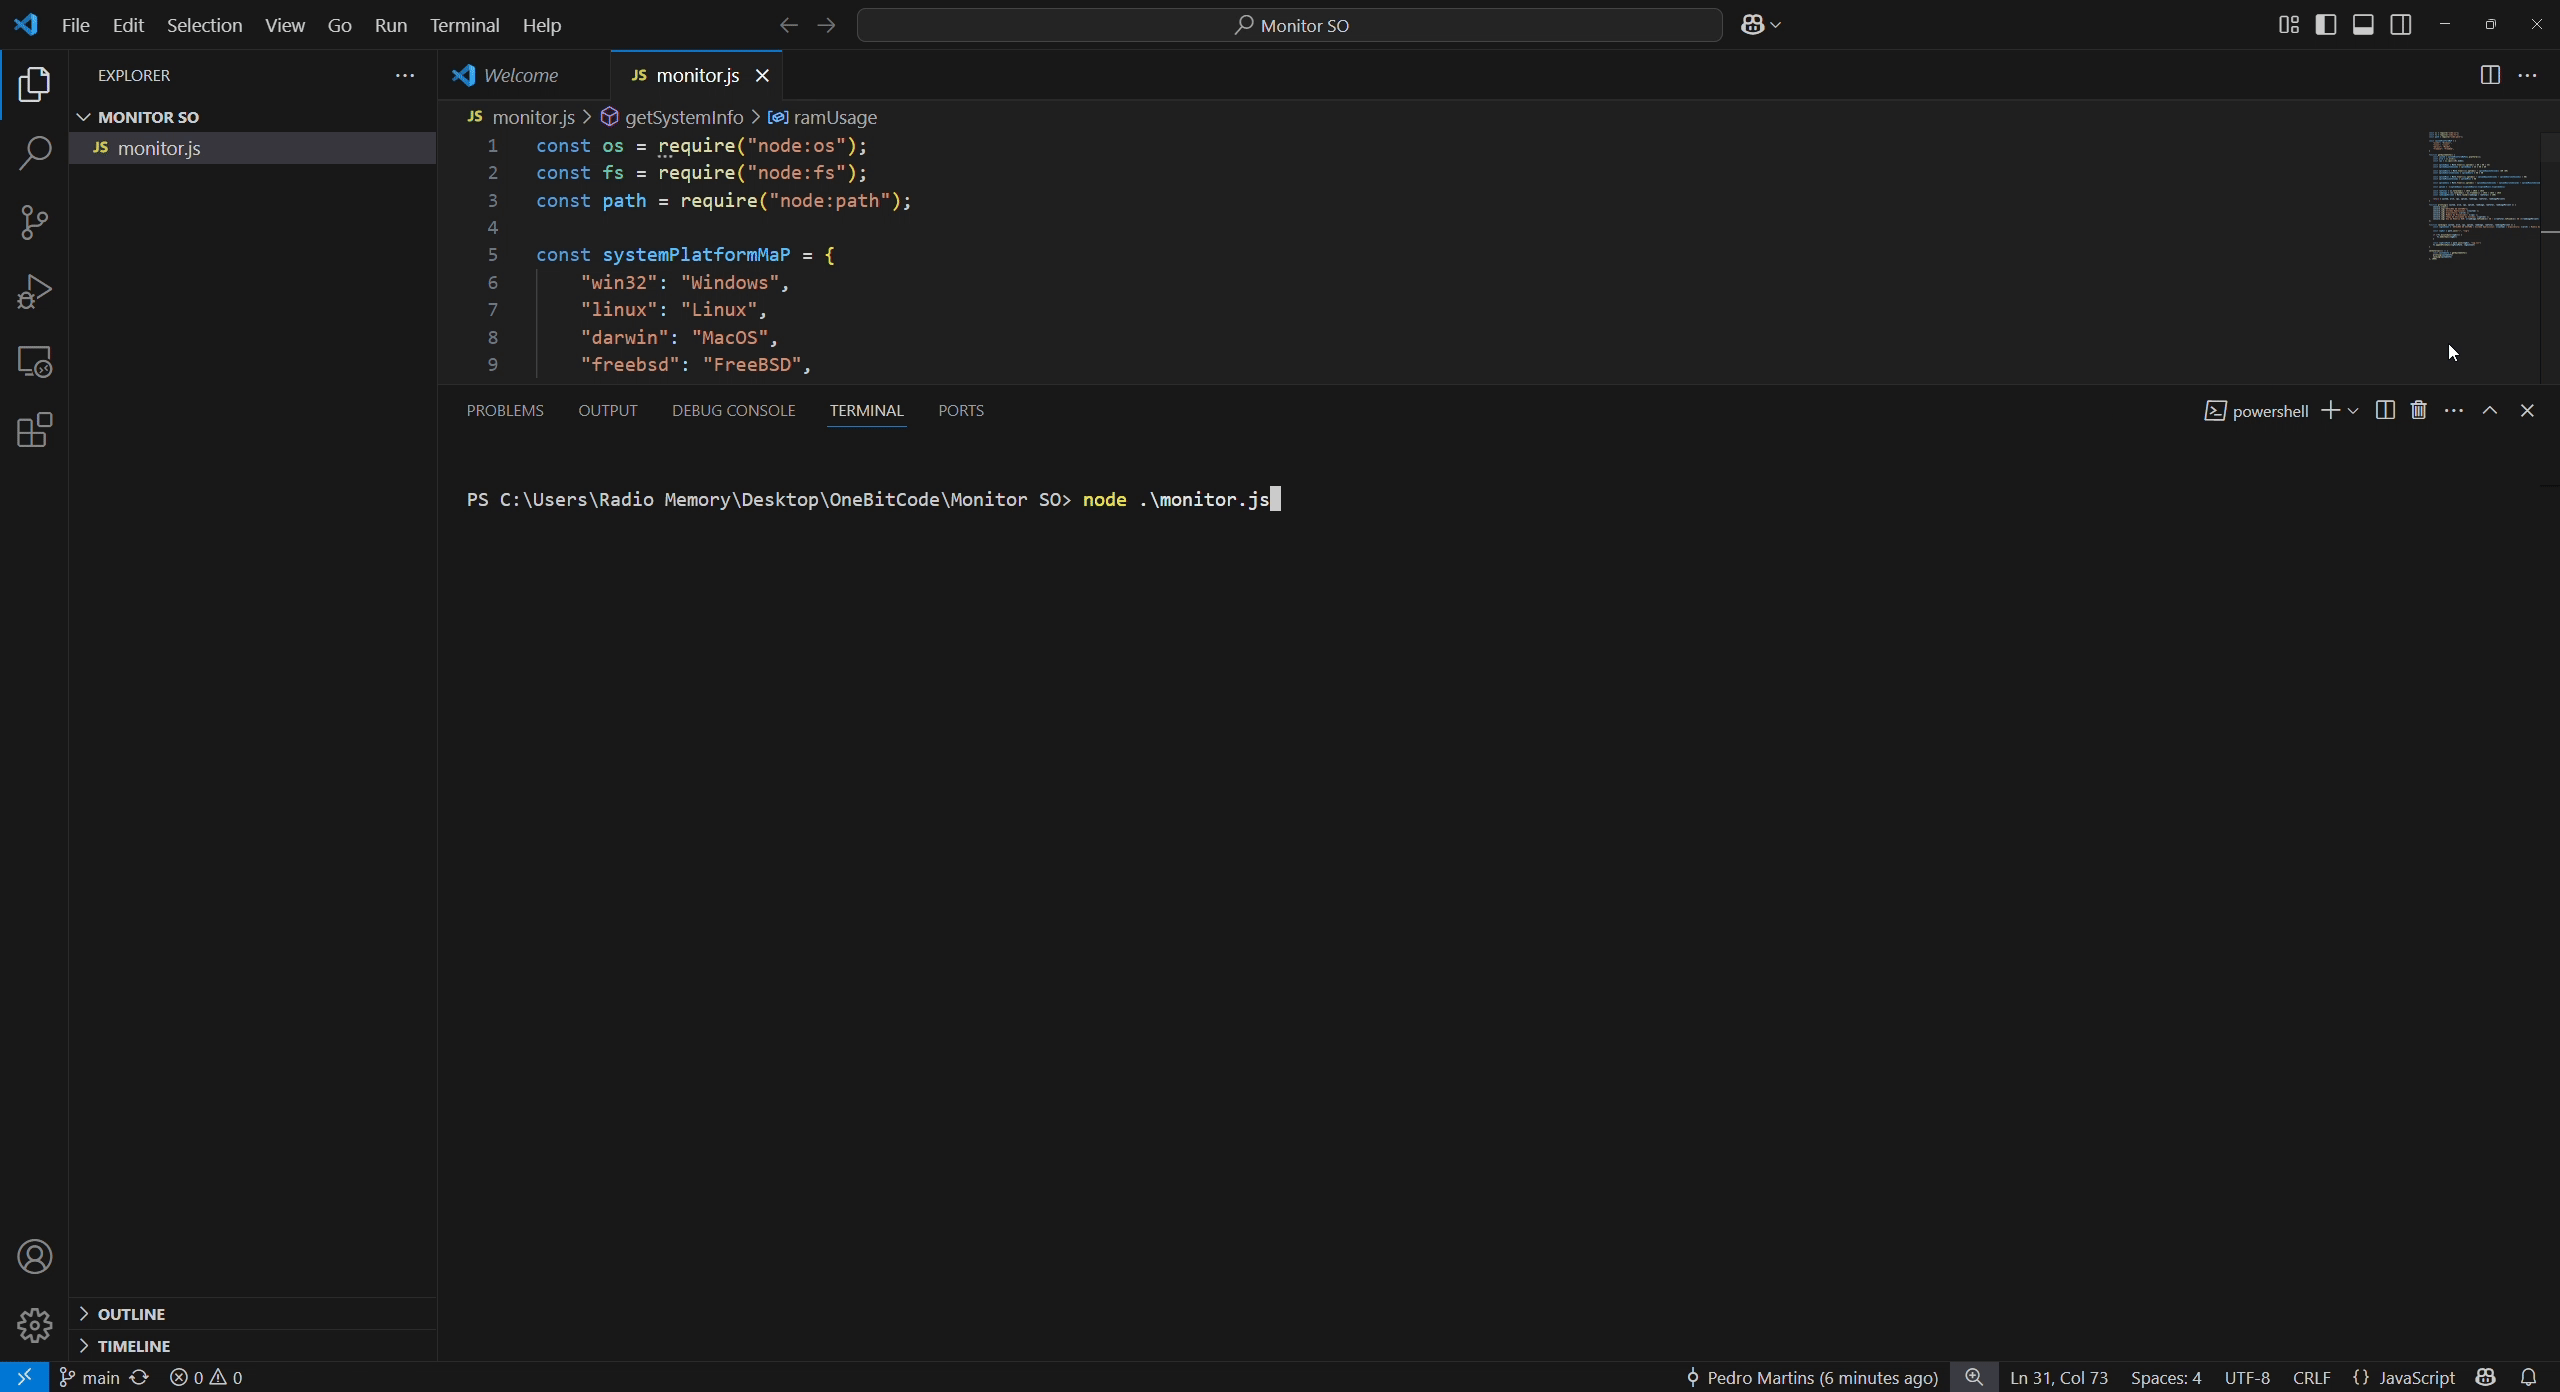 File Edit Selection View Go Run Terminal Help
Monitor SO
EXPLORER
MONITOR SO
JS monitor.js
Welcome
JS monitor.js
JS monitor.js > getSystemInfo > ramUsage
1 const os = require("node:os");
2 const fs = require("node:fs");
3 const path = require("node:path");
4
5 const systemPlatformMaP = {
6 "win32": "Windows",
7 "linux": "Linux",
8 "darwin": "MacOS",
9 "freebsd": "FreeBSD",
PROBLEMS OUTPUT DEBUG CONSOLE TERMINAL PORTS
powershell
PS C:\Users\Radio Memory\Desktop\OneBitCode\Monitor SO> node .\monitor.js
OUTLINE
TIMELINE
main 0 0
Pedro Martins (6 minutes ago) Ln 31, Col 73 Spaces: 4 UTF-8 CRLF {} JavaScript